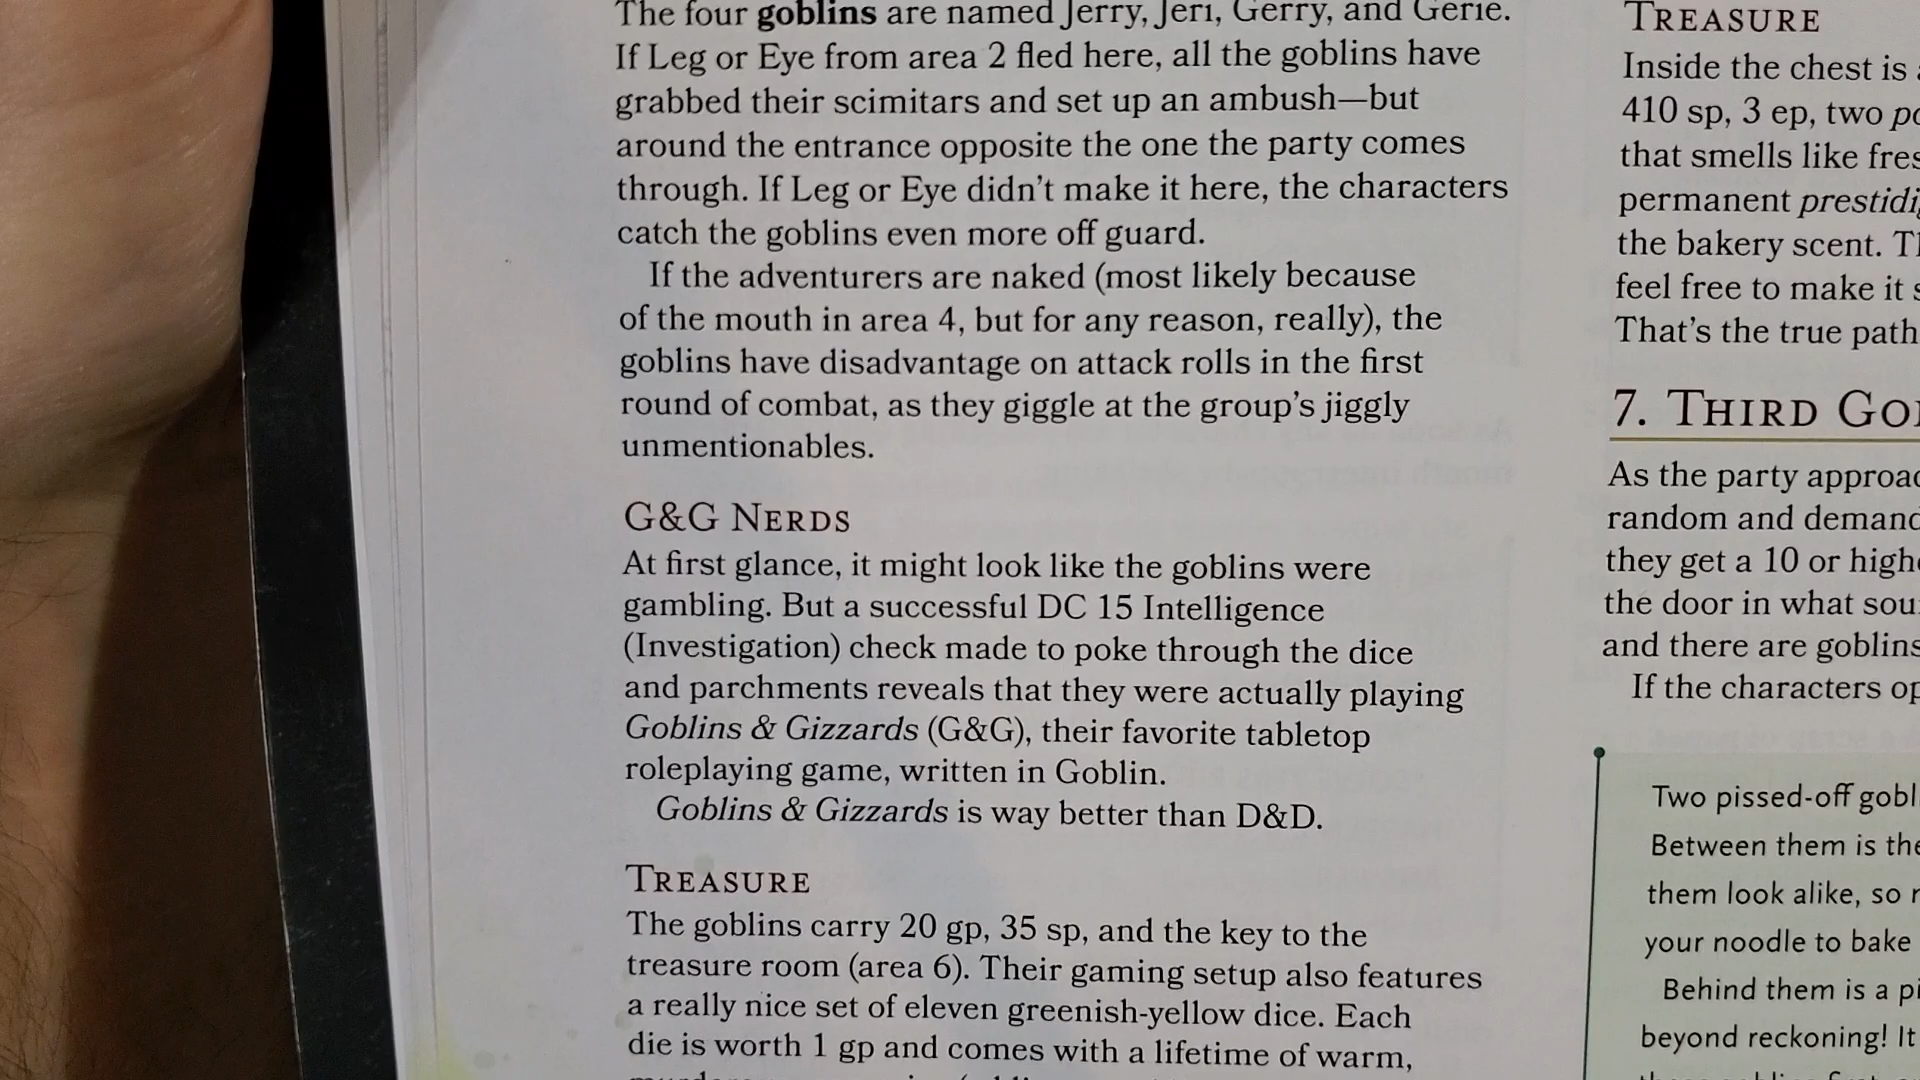 The four goblins are named Jerry, Jeri, Gerry, and Gerie.
If Leg or Eye from area 2 fled here, all the goblins have
grabbed their scimitars and set up an ambush—but
around the entrance opposite the one the party comes
through. If Leg or Eye didn't make it here, the characters
catch the goblins even more off guard.
If the adventurers are naked (most likely because
of the mouth in area 4, but for any reason, really), the
goblins have disadvantage on attack rolls in the first
round of combat, as they giggle at the group's jiggly
unmentionables.
G&G NERDS
At first glance, it might look like the goblins were
gambling. But a successful DC 15 Intelligence
(Investigation) check made to poke through the dice
and parchments reveals that they were actually playing
Goblins & Gizzards (G&G), their favorite tabletop
roleplaying game, written in Goblin.
Goblins & Gizzards is way better than D&D.
TREASURE
The goblins carry 20 gp, 35 sp, and the key to the
treasure room (area 6). Their gaming setup also features
a really nice set of eleven greenish-yellow dice. Each
die is worth 1 gp and comes with a lifetime of warm,
TREASURE
Inside the chest is
410 sp, 3 ep, two
that smells like
permanent
the bakery scent.
feel free to make it
That's the true path
7. THIRD
As the party
random and
they get a 10 or
the door in what
and there are goblins
If the characters
Two pissed-off
Between them is
them look alike, so
your noodle to bake
Behind them is a
beyond reckoning! It